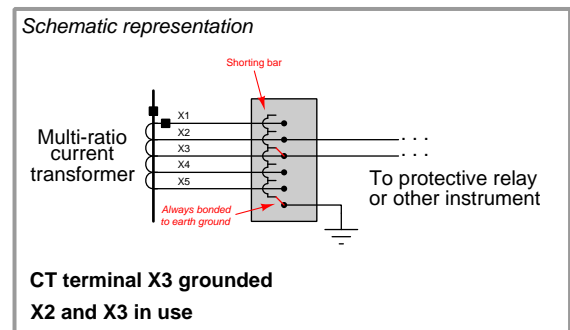 Schematic representation
Shorting bar
X1
X2
X3
X4
X5
Multi-ratio
current
transformer
. . .
. . .
To protective relay
or other instrument
Always bonded
to earth ground
CT terminal X3 grounded
X2 and X3 in use